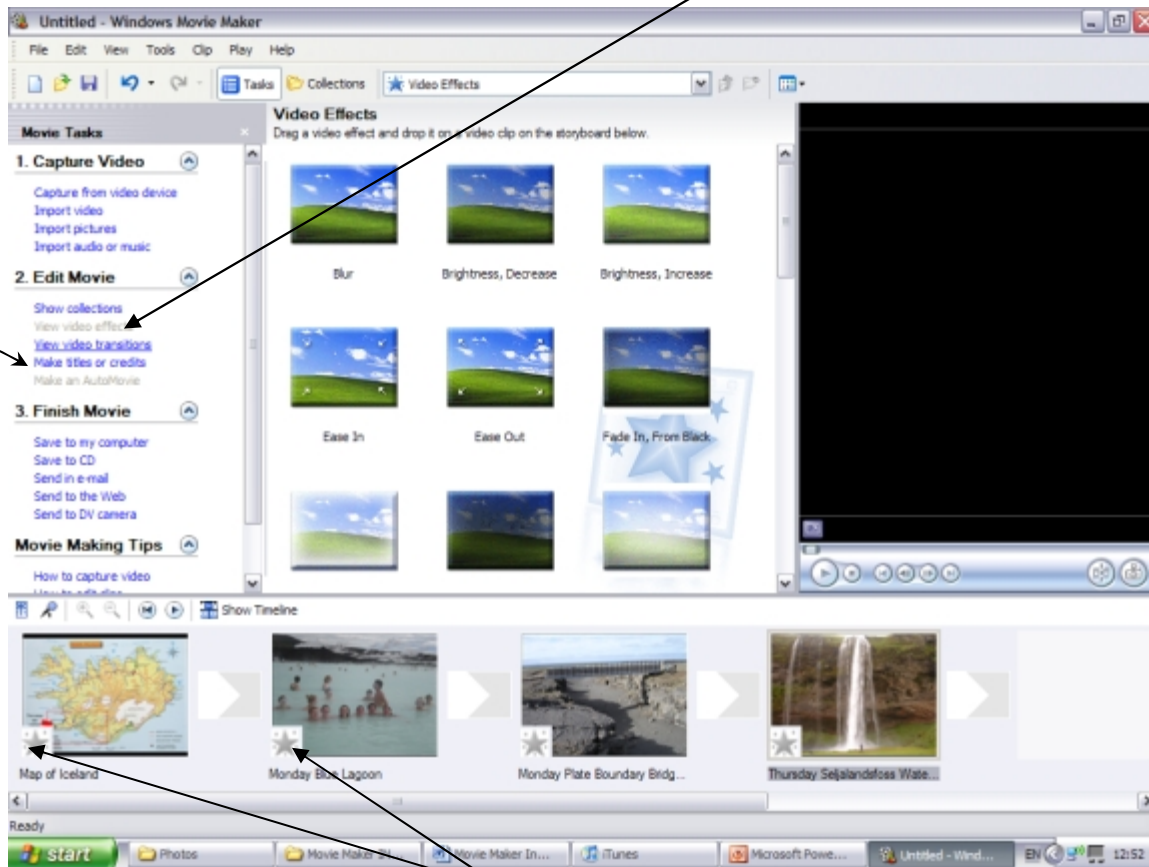 Untitled - Windows Movie Maker
File Edit View Tools Clip Play Help
Tasks Collections Video Effects
Movie Tasks
1. Capture Video
Capture from video device
Import video
Import pictures
Import audio or music
2. Edit Movie
Show collections
View video effects
View video transitions
Make titles or credits
Make an AutoMovie
3. Finish Movie
Save to my computer
Save to CD
Send in e-mail
Send to the Web
Send to DV camera
Movie Making Tips
How to capture video
Video Effects
Drag a video effect and drop it on a video clip on the storyboard below.
Blur Brightness, Decrease Brightness, Increase
Ease In Ease Out Fade In, From Black
Show Timeline
Map of Iceland Monday Blue Lagoon Monday Plate Boundary Bridg... Thursday Seljalandsfoss Wate...
Ready
start Photos Movie Maker In... iTunes Microsoft Powe... Untitled - Wind... EN 12:52